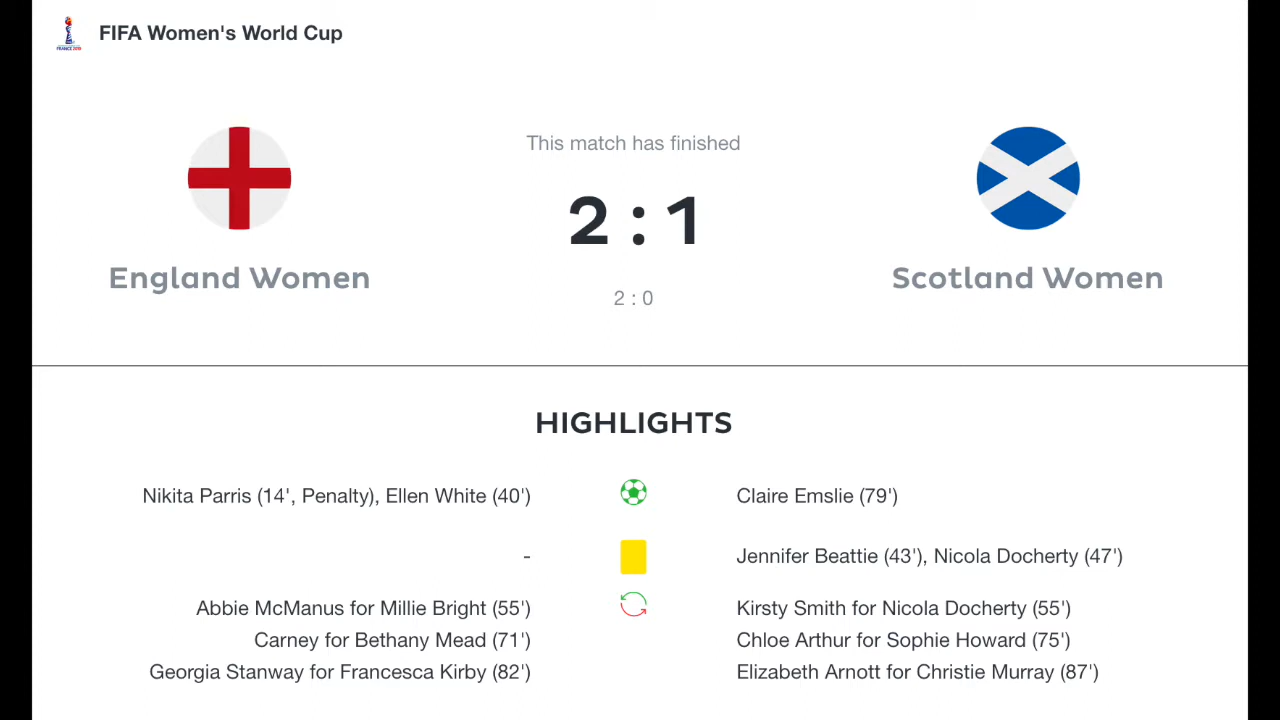 FIFA Women's World Cup
FRANCE 2019
This match has finished
2 : 1
England Women
Scotland Women
2 : 0
HIGHLIGHTS
Nikita Parris (14', Penalty), Ellen White (40')
Claire Emslie (79')
-
Jennifer Beattie (43'), Nicola Docherty (47')
Abbie McManus for Millie Bright (55')
Kirsty Smith for Nicola Docherty (55')
Carney for Bethany Mead (71')
Chloe Arthur for Sophie Howard (75')
Georgia Stanway for Francesca Kirby (82')
Elizabeth Arnott for Christie Murray (87')